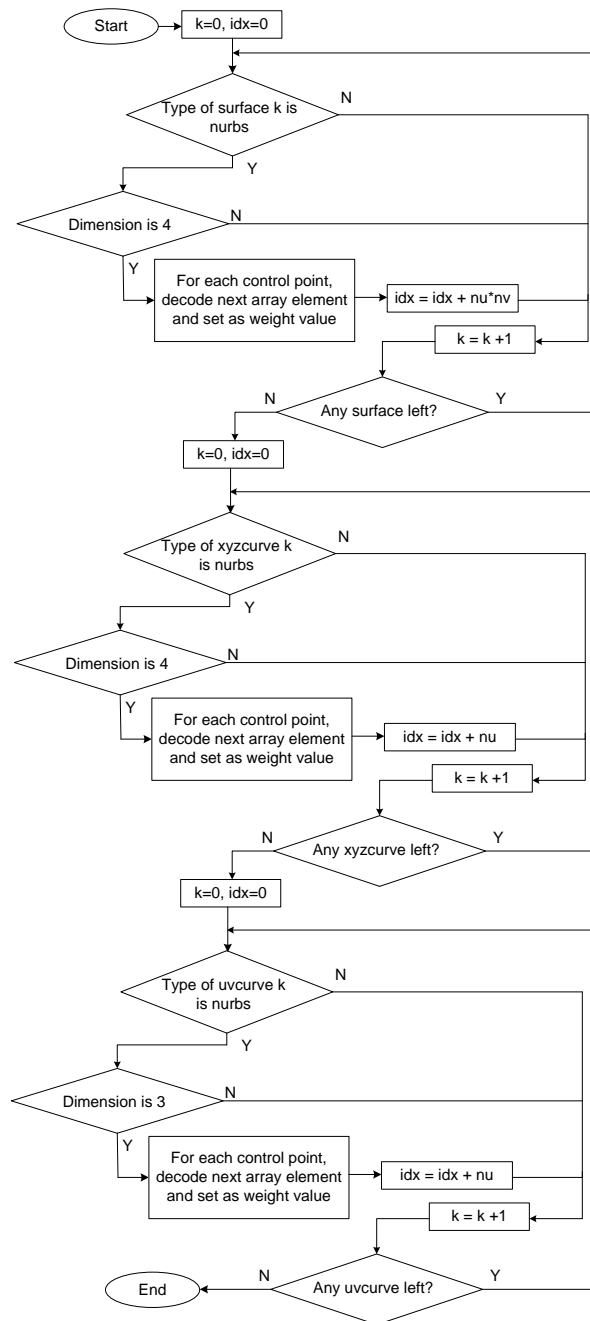 Start
k=0, idx=0
Type of surface k is
nurbs
N
Y
Dimension is 4
N
Y
For each control point,
decode next array element
and set as weight value
idx = idx + nu*nv
k = k +1
Any surface left?
N
Y
k=0, idx=0
Type of xyzcurve k
is nurbs
N
Y
Dimension is 4
N
Y
For each control point,
decode next array element
and set as weight value
idx = idx + nu
k = k +1
Any xyzcurve left?
N
Y
k=0, idx=0
Type of uvcurve k
is nurbs
N
Y
Dimension is 3
N
Y
For each control point,
decode next array element
and set as weight value
idx = idx + nu
k = k +1
Any uvcurve left?
N
Y
End